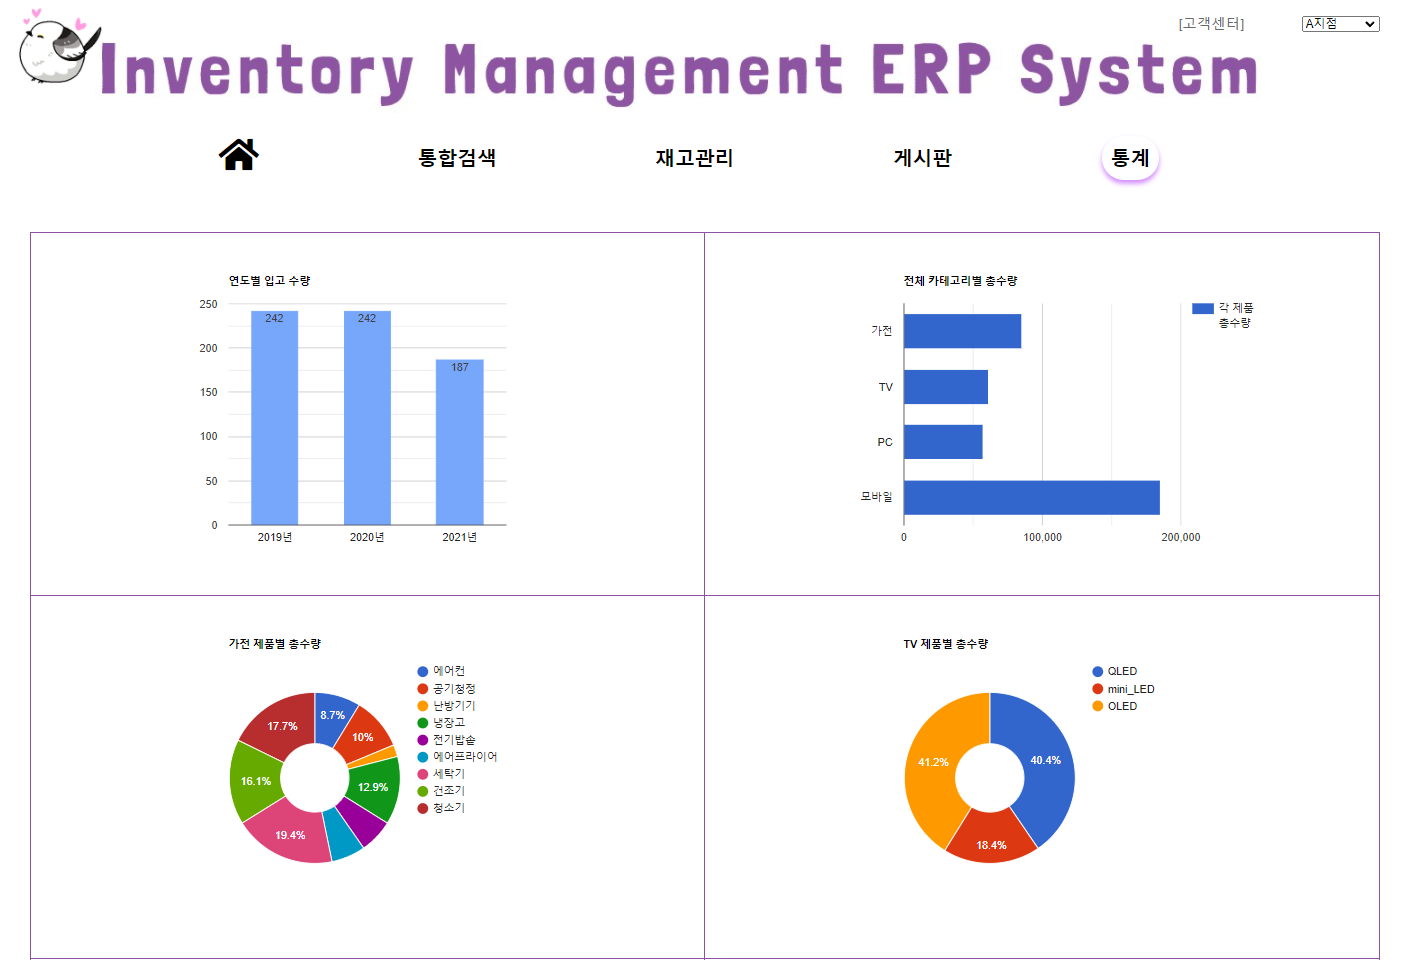 [고객센터]
A지점
Inventory Management ERP System
통합검색
재고관리
게시판
통계
연도별 입고 수량
250
200
150
100
50
0
242
242
187
2019년
2020년
2021년
전체 카테고리별 총수량
가전
TV
PC
모바일
0
100,000
200,000
각 제품
총수량
가전 제품별 총수량
8.7%
10%
12.9%
19.4%
16.1%
17.7%
에어컨
공기청정
난방기기
냉장고
전기밥솥
에어프라이어
세탁기
건조기
청소기
TV 제품별 총수량
40.4%
18.4%
41.2%
QLED
mini_LED
OLED